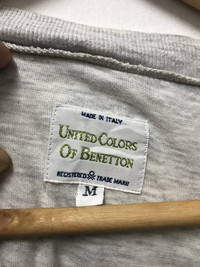 MADE IN ITALY
UNITED COLORS
OF BENETTON
REGISTERED TRADE MARK
M